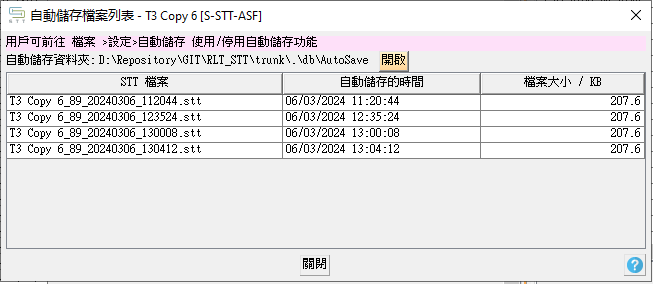 STT
自動儲存檔案列表 - T3 Copy 6 [S-STT-ASF]
用戶可前往 檔案 >設定>自動儲存 使用/停用自動儲存功能
自動儲存資料夾: D:\Repository\GIT\RLT_STT\trunk\.\db\AutoSave 開啟
STT 檔案 自動儲存的時間 檔案大小 / KB
T3 Copy 6_89_20240306_112044.stt 06/03/2024 11:20:44 207.6
T3 Copy 6_89_20240306_123524.stt 06/03/2024 12:35:24 207.6
T3 Copy 6_89_20240306_130008.stt 06/03/2024 13:00:08 207.6
T3 Copy 6_89_20240306_130412.stt 06/03/2024 13:04:12 207.6
關閉 ?